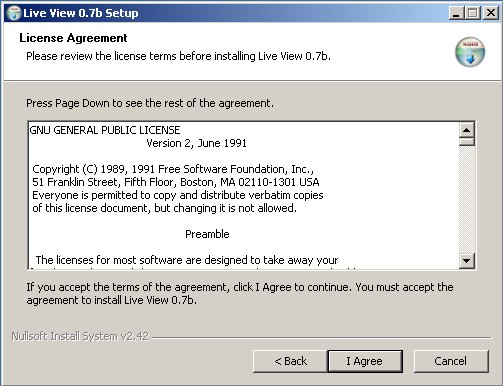 Live View 0.7b Setup
License Agreement
Please review the license terms before installing Live View 0.7b.
Press Page Down to see the rest of the agreement.
GNU GENERAL PUBLIC LICENSE
Version 2, June 1991
Copyright (C) 1989, 1991 Free Software Foundation, Inc.,
51 Franklin Street, Fifth Floor, Boston, MA 02110-1301 USA
Everyone is permitted to copy and distribute verbatim copies
of this license document, but changing it is not allowed.
Preamble
The licenses for most software are designed to take away your
If you accept the terms of the agreement, click I Agree to continue. You must accept the
agreement to install Live View 0.7b.
Nullsoft Install System v2.42
< Back
I Agree
Cancel